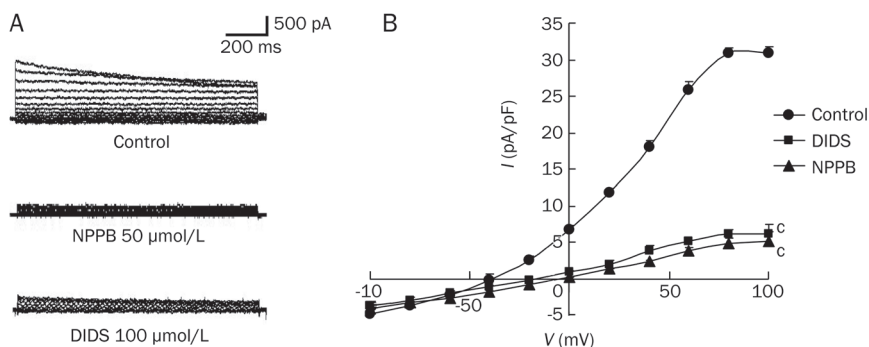 A
500 pA
200 ms
Control
NPPB 50 μmol/L
DIDS 100 μmol/L
B
35
30
25
20
15
10
5
-10
-50
0
50
100
-5
I (pA/pF)
V (mV)
Control
DIDS
NPPB
c
c